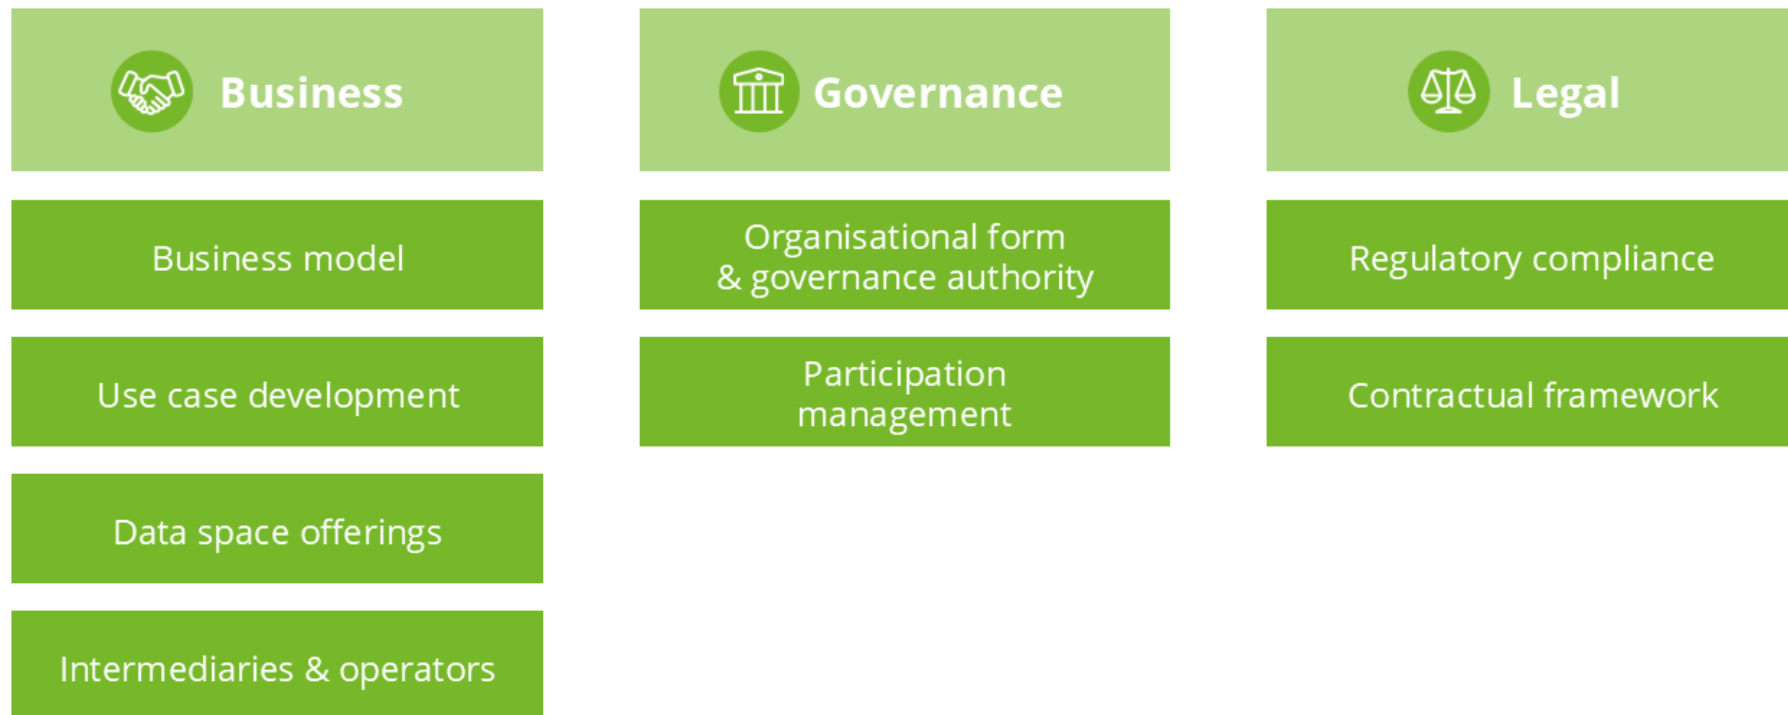 Business
Business model
Use case development
Data space offerings
Intermediaries & operators
Governance
Organisational form
& governance authority
Participation
management
Legal
Regulatory compliance
Contractual framework